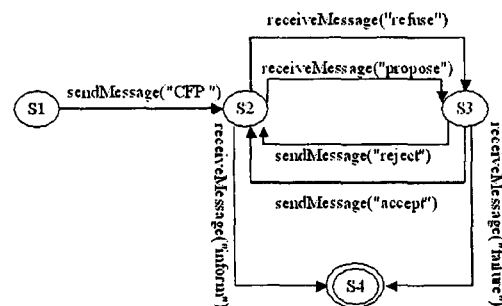 receiveMessage("refuse")
receiveMessage("propose")
sendMessage("CFP")
S1
S2
S3
sendMessage("reject")
sendMessage("accept")
receiveMessage("inform")
receiveMessage("failure")
S4